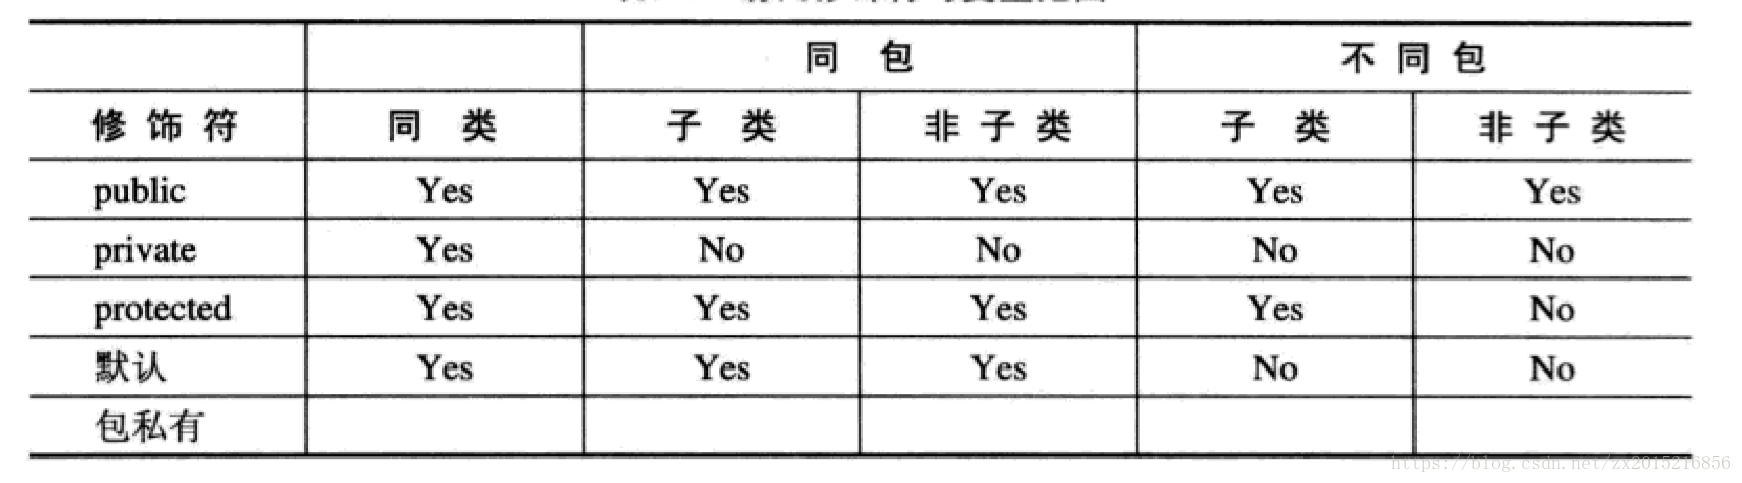 同 包 不 同 包
修 饰 符 同 类 子 类 非 子 类 子 类 非 子 类
public Yes Yes Yes Yes Yes
private Yes No No No No
protected Yes Yes Yes Yes No
默认 Yes Yes Yes No No
包私有
https://blog.csdn.net/zx2015216856